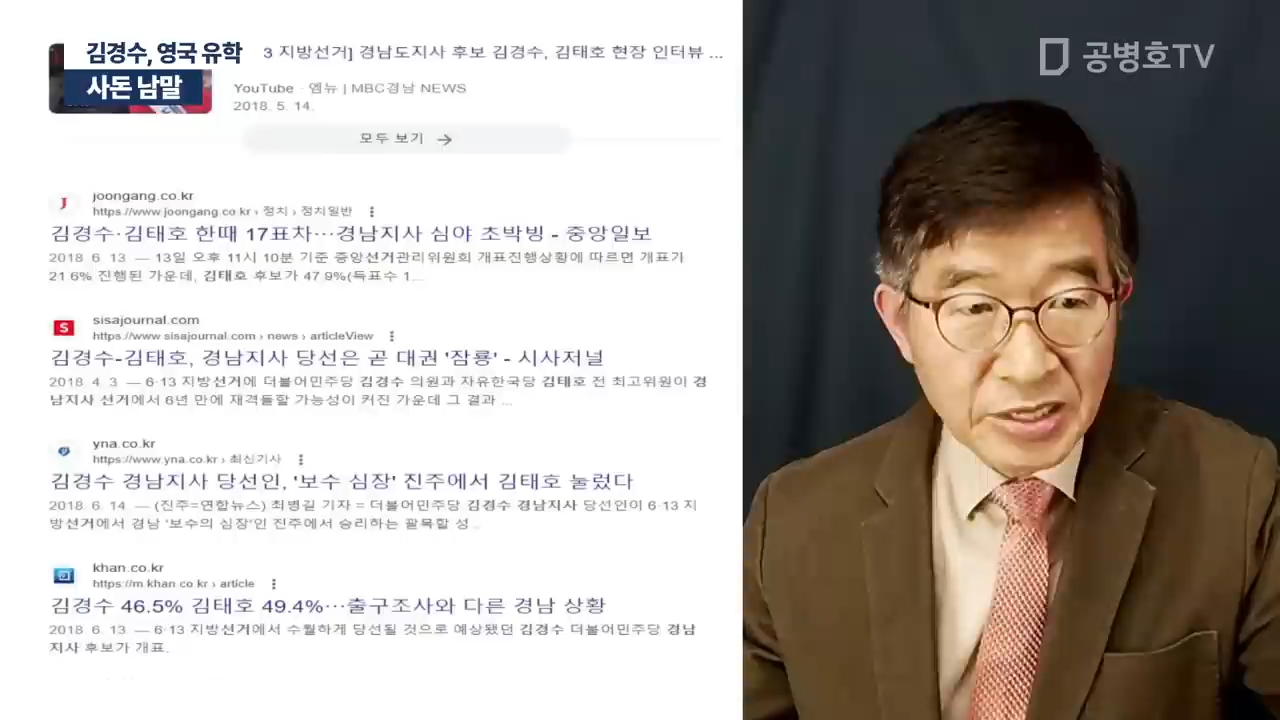 김경수, 영국 유학
사돈 남말
3 지방선거] 경남도지사 후보 김경수, 김태호 현장 인터뷰 ...
YouTube · 엠뉴 | MBC경남 NEWS
2018. 5. 14.
모두 보기 →
공병호TV
joongang.co.kr
https://www.joongang.co.kr › 정치 › 정치일반
김경수·김태호 한때 17표차…경남지사 심야 초박빙 - 중앙일보
2018. 6. 13. — 13일 오후 11시 10분 기준 중앙선거관리위원회 개표진행상황에 따르면 개표가
21.6% 진행된 가운데, 김태호 후보가 47.9%(득표수 1...
S
sisajournal.com
https://www.sisajournal.com › news › articleView
김경수-김태호, 경남지사 당선은 곧 대권 '잠룡' - 시사저널
2018. 4. 3. — 6·13 지방선거에 더불어민주당 김경수 의원과 자유한국당 김태호 전 최고위원이 경
남지사 선거에서 6년 만에 재격돌할 가능성이 커진 가운데 그 결과 ...
yna.co.kr
https://www.yna.co.kr › 최신기사
김경수 경남지사 당선인, '보수 심장' 진주에서 김태호 눌렀다
2018. 6. 14. — (진주=연합뉴스) 최병길 기자 = 더불어민주당 김경수 경남지사 당선인이 6·13 지
방선거에서 경남 '보수의 심장'인 진주에서 승리하는 괄목할 성...
khan.co.kr
https://m.khan.co.kr › article
김경수 46.5% 김태호 49.4%…출구조사와 다른 경남 상황
2018. 6. 13. — 6·13 지방선거에서 수월하게 당선될 것으로 예상됐던 김경수 더불어민주당 경남
지사 후보가 개표.